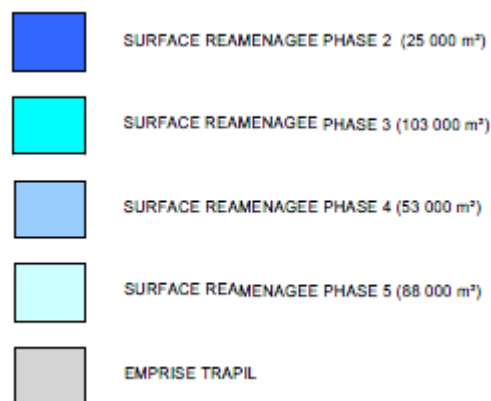 SURFACE REAMENAGEE PHASE 2 (25 000 m²)
SURFACE REAMENAGEE PHASE 3 (103 000 m²)
SURFACE REAMENAGEE PHASE 4 (53 000 m²)
SURFACE REAMENAGEE PHASE 5 (88 000 m²)
EMPRISE TRAPIL